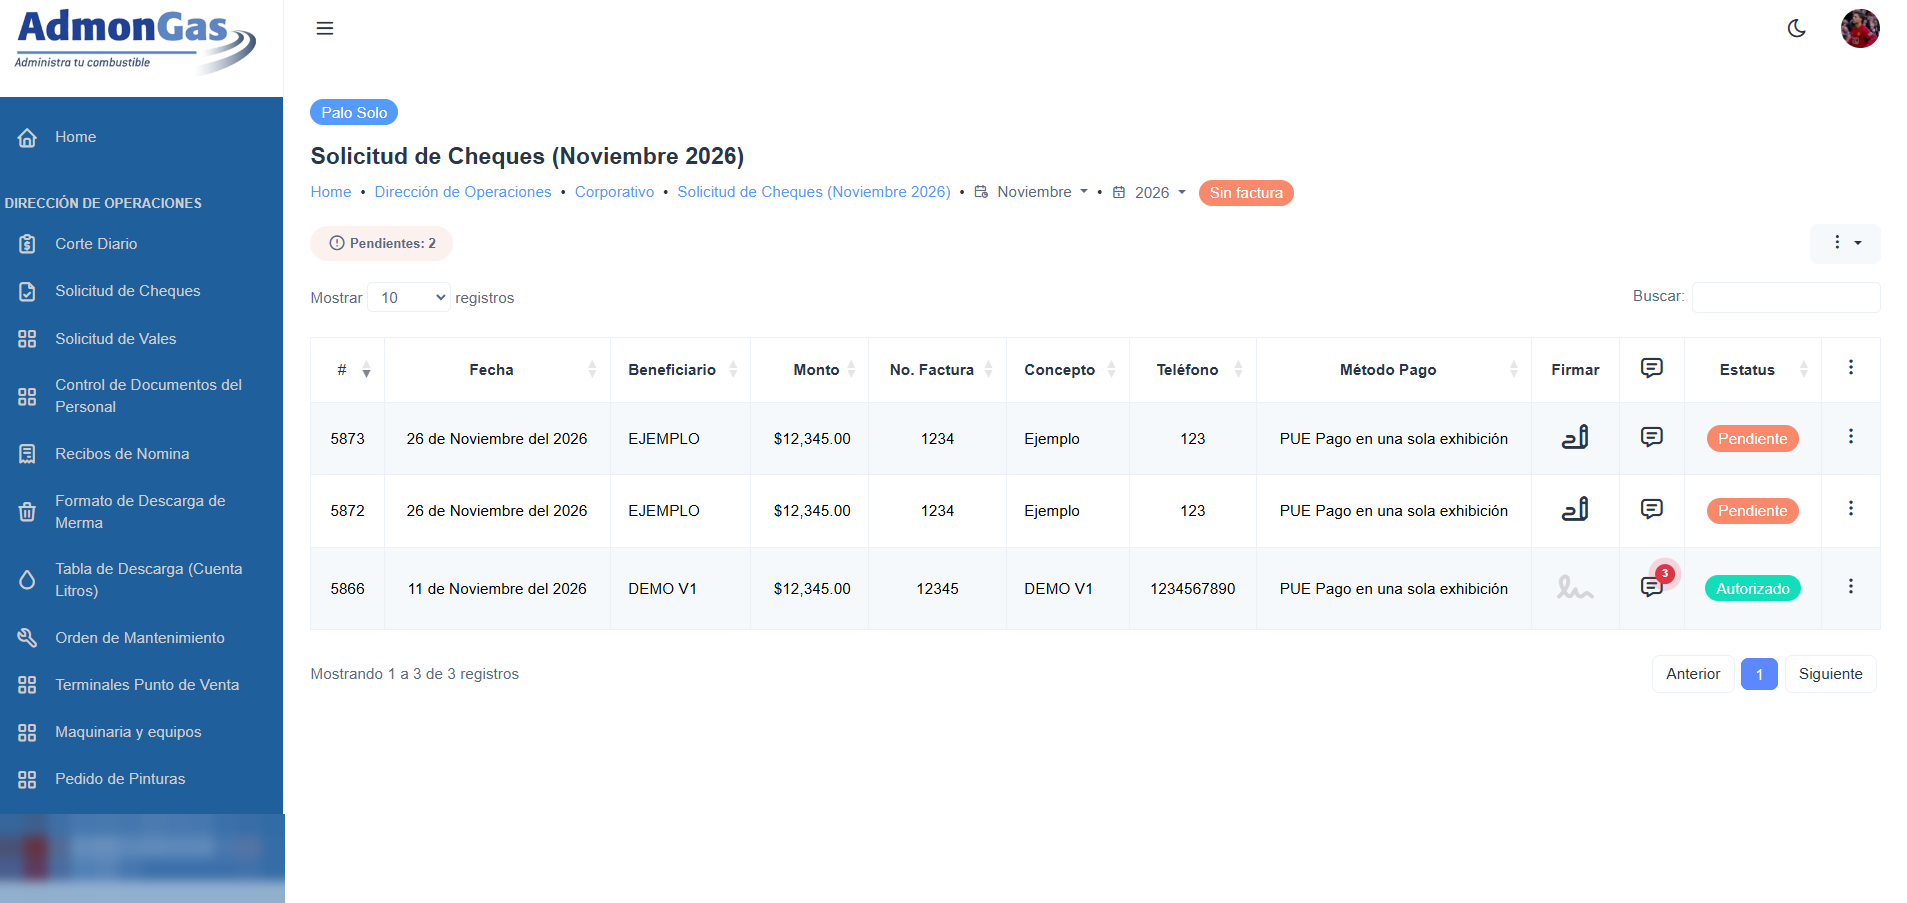 AdmonGas
Administra tu combustible
Home
DIRECCIÓN DE OPERACIONES
Corte Diario
Solicitud de Cheques
Solicitud de Vales
Control de Documentos del
Personal
Recibos de Nomina
Formato de Descarga de
Merma
Tabla de Descarga (Cuenta
Litros)
Orden de Mantenimiento
Terminales Punto de Venta
Maquinaria y equipos
Pedido de Pinturas
Palo Solo
Solicitud de Cheques (Noviembre 2026)
Home • Dirección de Operaciones • Corporativo • Solicitud de Cheques (Noviembre 2026) • Noviembre • 2026 Sin factura
Pendientes: 2
Mostrar 10 registros
Buscar:
# Fecha Beneficiario Monto No. Factura Concepto Teléfono Método Pago Firmar Estatus
5873 26 de Noviembre del 2026 EJEMPLO $12,345.00 1234 Ejemplo 123 PUE Pago en una sola exhibición Pendiente
5872 26 de Noviembre del 2026 EJEMPLO $12,345.00 1234 Ejemplo 123 PUE Pago en una sola exhibición Pendiente
5866 11 de Noviembre del 2026 DEMO V1 $12,345.00 12345 DEMO V1 1234567890 PUE Pago en una sola exhibición 3 Autorizado
Mostrando 1 a 3 de 3 registros
Anterior 1 Siguiente